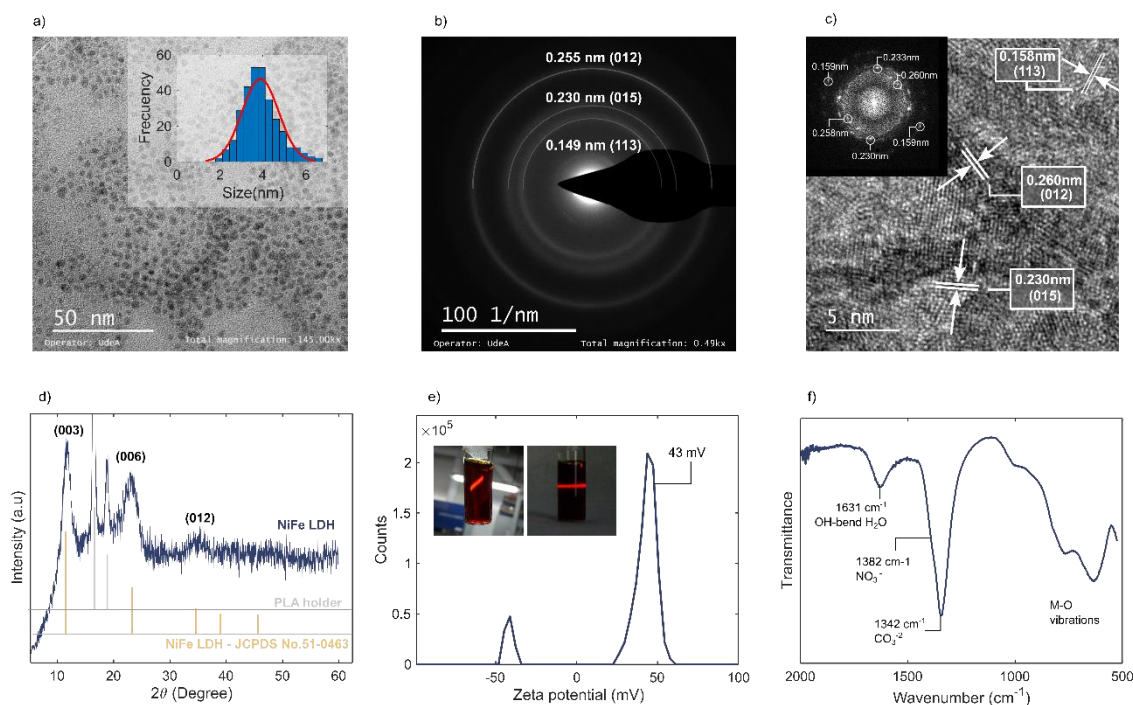 a)
60
40
20
0
Frecuency
0 2 4 6
Size(nm)
50 nm
Operator: UdeA Total magnification: 145.00kx
b)
0.255 nm (012)
0.230 nm (015)
0.149 nm (113)
100 1/nm
Operator: UdeA Total magnification: 0.49kx
c)
0.233nm
0.159nm
0.260nm
0.258nm
0.159nm
0.230nm
0.158nm
(113)
0.260nm
(012)
0.230nm
(015)
5 nm
d)
(003)
(006)
(012)
NiFe LDH
PLA holder
NiFe LDH - JCPDS No.51-0463
Intensity (a.u)
10 20 30 40 50 60
2θ (Degree)
e)
×10⁵
2
1.5
1
0.5
0
Counts
43 mV
-50 0 50 100
Zeta potential (mV)
f)
Transmittance
1631 cm⁻¹
OH-bend H₂O
1382 cm-1
NO₃⁻
1342 cm⁻¹
CO₃⁻²
M-O
vibrations
2000 1500 1000 500
Wavenumber (cm⁻¹)